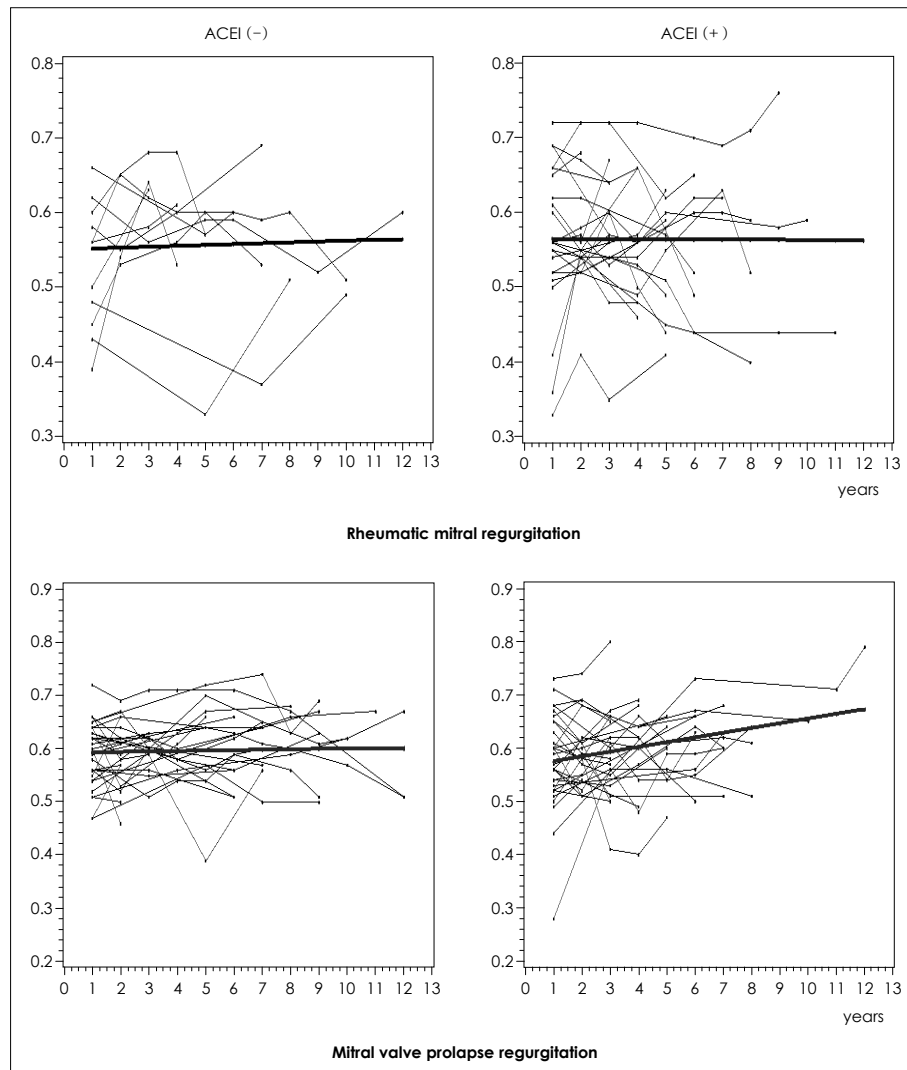 ACEI (-) ACEI (+)
0.8 0.8
0.7 0.7
0.6 0.6
0.5 0.5
0.4 0.4
0.3 0.3
0 1 2 3 4 5 6 7 8 9 10 11 12 13 0 1 2 3 4 5 6 7 8 9 10 11 12 13
years
Rheumatic mitral regurgitation
0.9 0.9
0.8 0.8
0.7 0.7
0.6 0.6
0.5 0.5
0.4 0.4
0.3 0.3
0.2 0.2
0 1 2 3 4 5 6 7 8 9 10 11 12 13 0 1 2 3 4 5 6 7 8 9 10 11 12 13
years
Mitral valve prolapse regurgitation